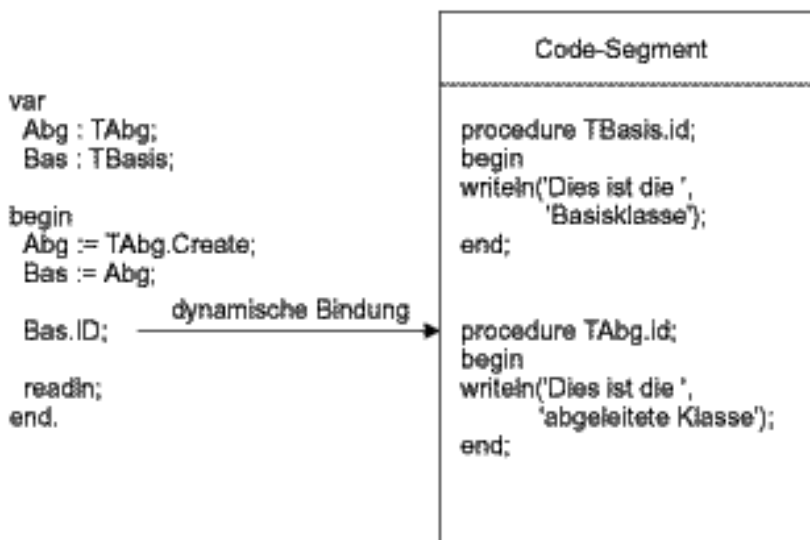 var
Abg : TAbg;
Bas : TBasis;
begin
Abg := TAbg.Create;
Bas := Abg;
Bas.ID;
readln;
end.
dynamische Bindung
Code-Segment
procedure TBasis.id;
begin
writeln('Dies ist die ',
'Basisklasse');
end;
procedure TAbg.id;
begin
writeln('Dies ist die ',
'abgeleitete Klasse');
end;